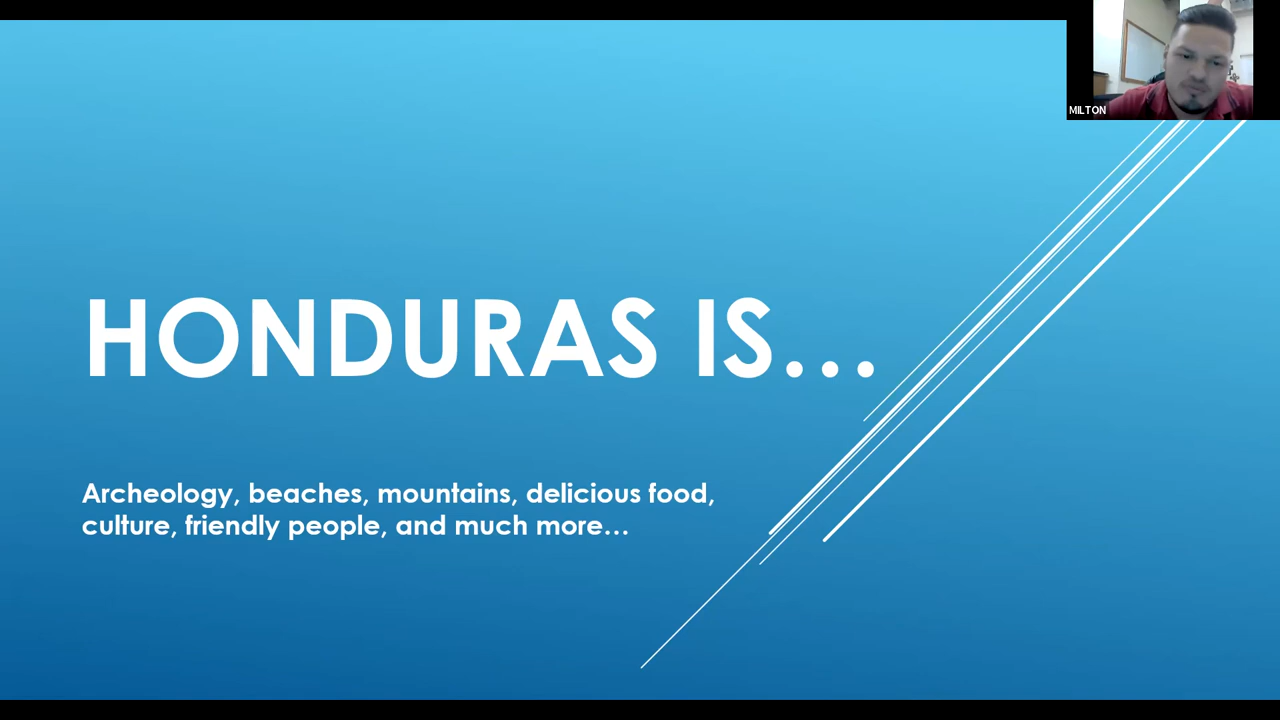 MILTON
HONDURAS IS...
Archeology, beaches, mountains, delicious food,
culture, friendly people, and much more...